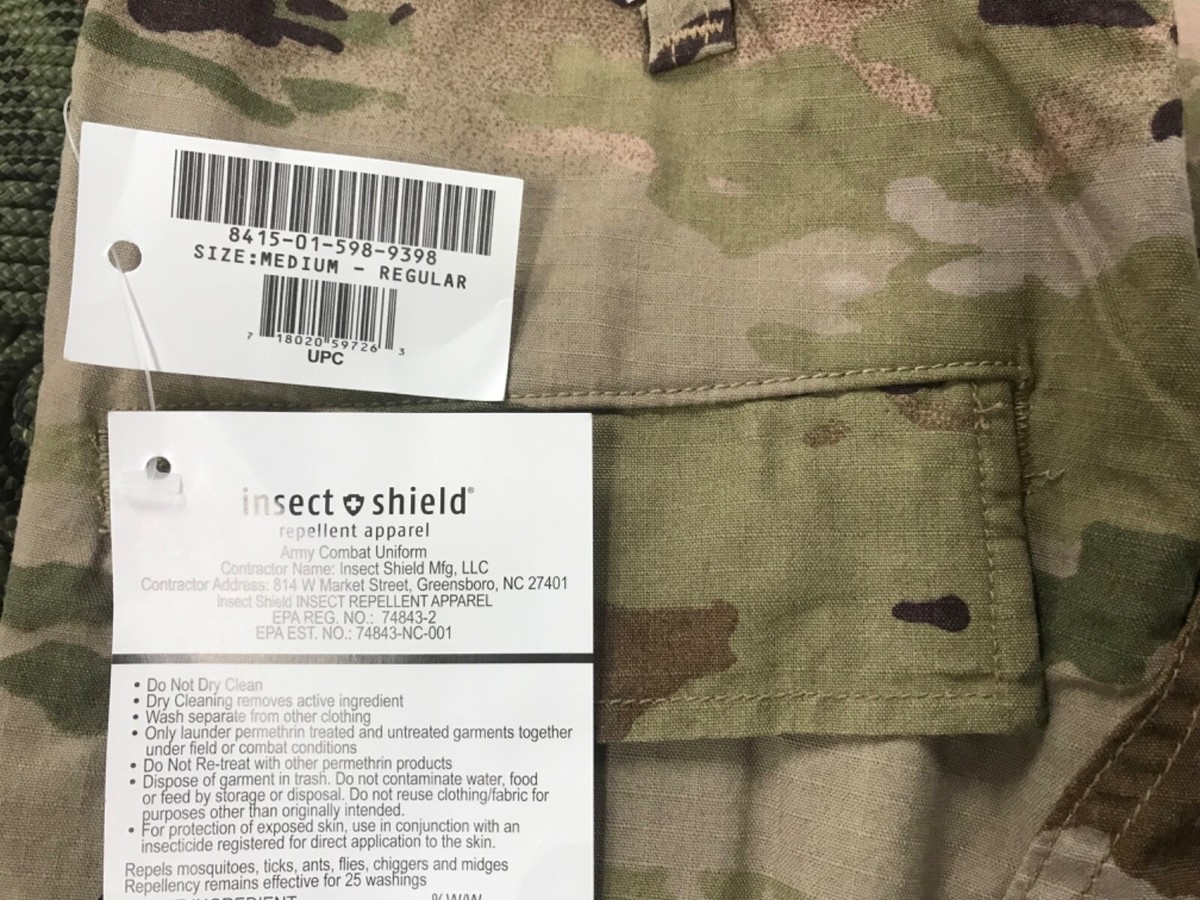 8415-01-598-9398
SIZE:MEDIUM - REGULAR
7 18020 59726 3
UPC
insect shield®
repellent apparel
Army Combat Uniform
Contractor Name: Insect Shield Mfg, LLC
Contractor Address: 814 W Market Street, Greensboro, NC 27401
Insect Shield INSECT REPELLENT APPAREL
EPA REG. NO.: 74843-2
EPA EST. NO.: 74843-NC-001
• Do Not Dry Clean
• Dry Cleaning removes active ingredient
• Wash separate from other clothing
• Only launder permethrin treated and untreated garments together
under field or combat conditions
• Do Not Re-treat with other permethrin products
• Dispose of garment in trash. Do not contaminate water, food
or feed by storage or disposal. Do not reuse clothing/fabric for
purposes other than originally intended.
• For protection of exposed skin, use in conjunction with an
insecticide registered for direct application to the skin.
Repels mosquitoes, ticks, ants, flies, chiggers and midges
Repellency remains effective for 25 washings
INGREDIENT %W/W